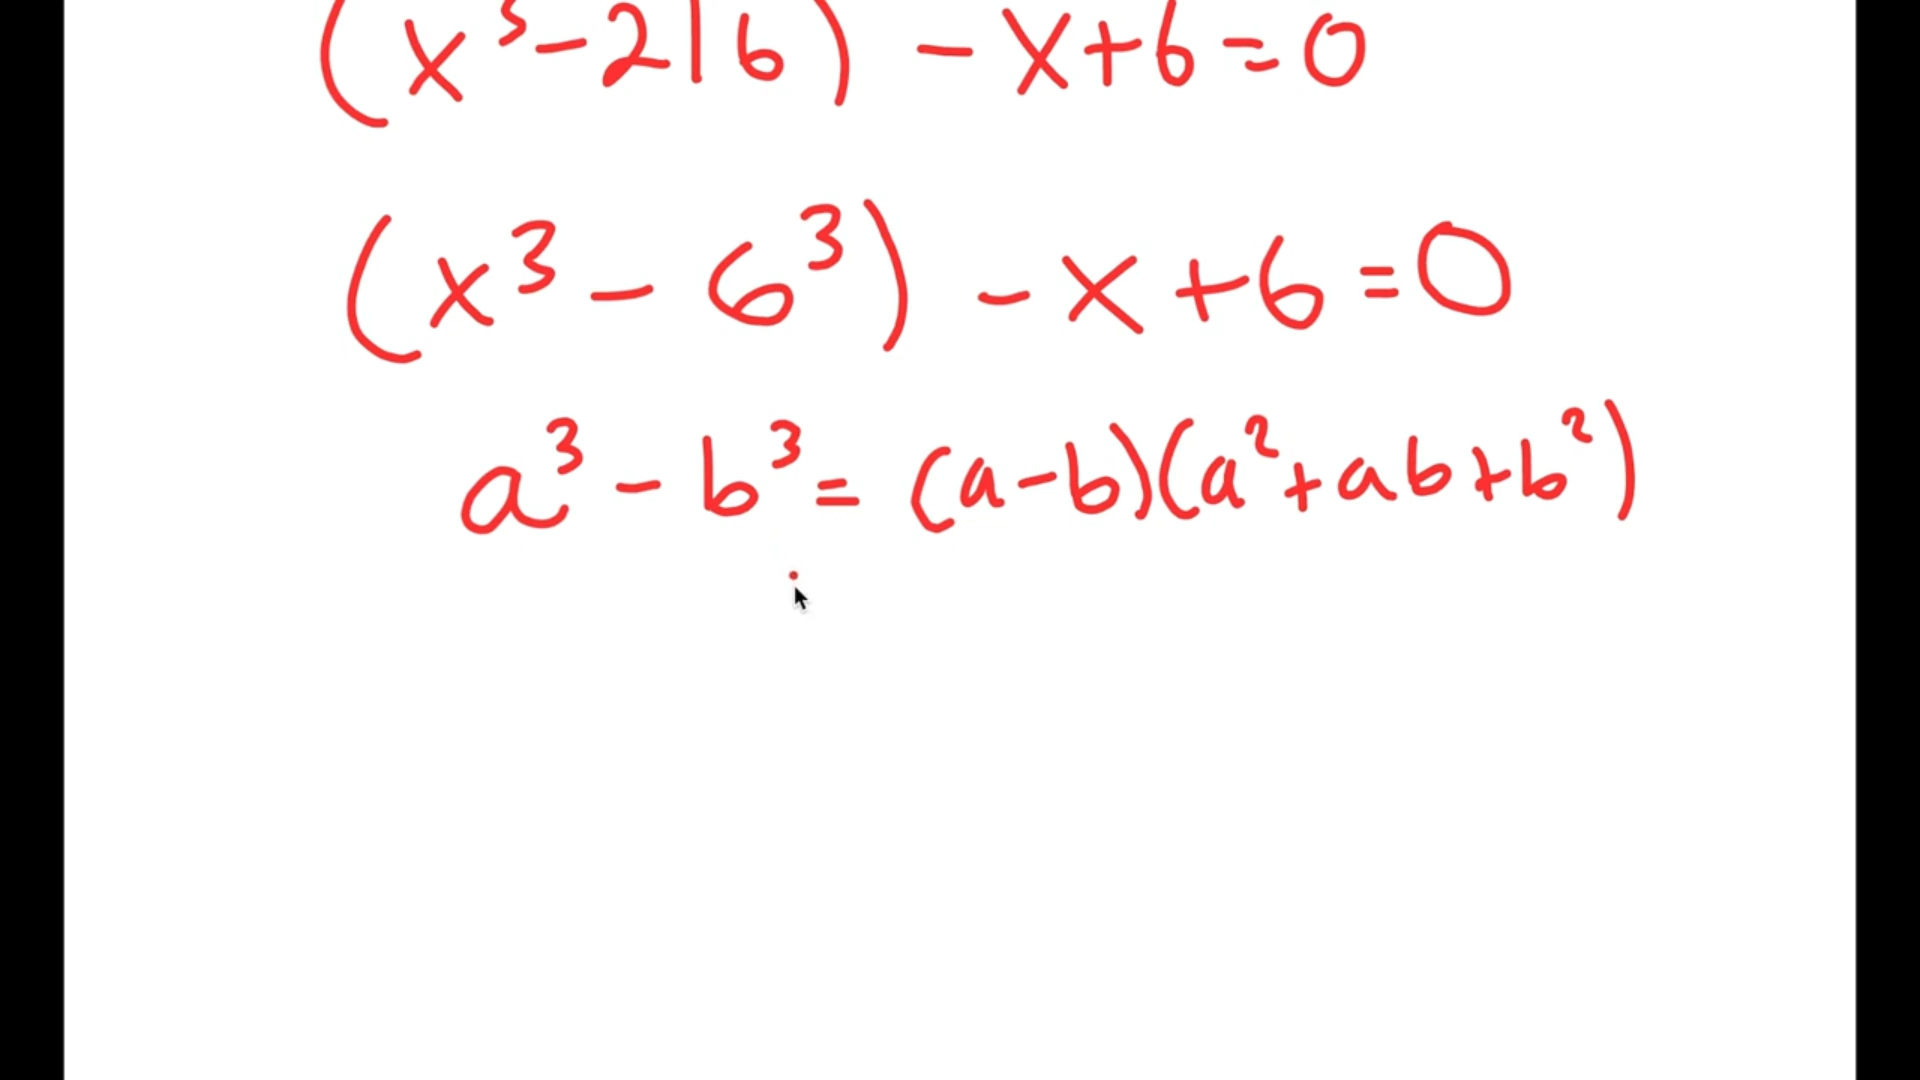 (x³-216) - x+6=0
(x³ - 6³) - x +6=0
a³ - b³= (a-b)(a²+ab+b²)